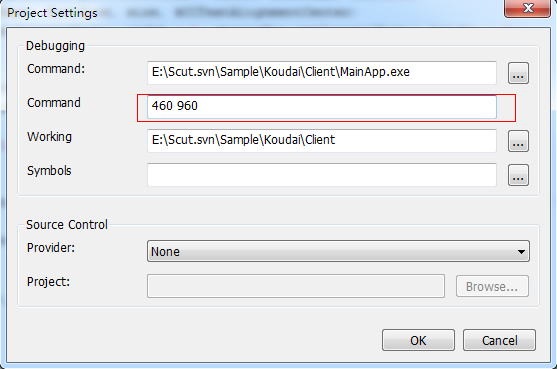 Project Settings
Debugging
Command:
E:\Scut.svn\Sample\Koudai\Client\MainApp.exe
...
Command
460 960
Working
E:\Scut.svn\Sample\Koudai\Client
...
Symbols
...
Source Control
Provider:
None
Project:
Browse...
OK
Cancel